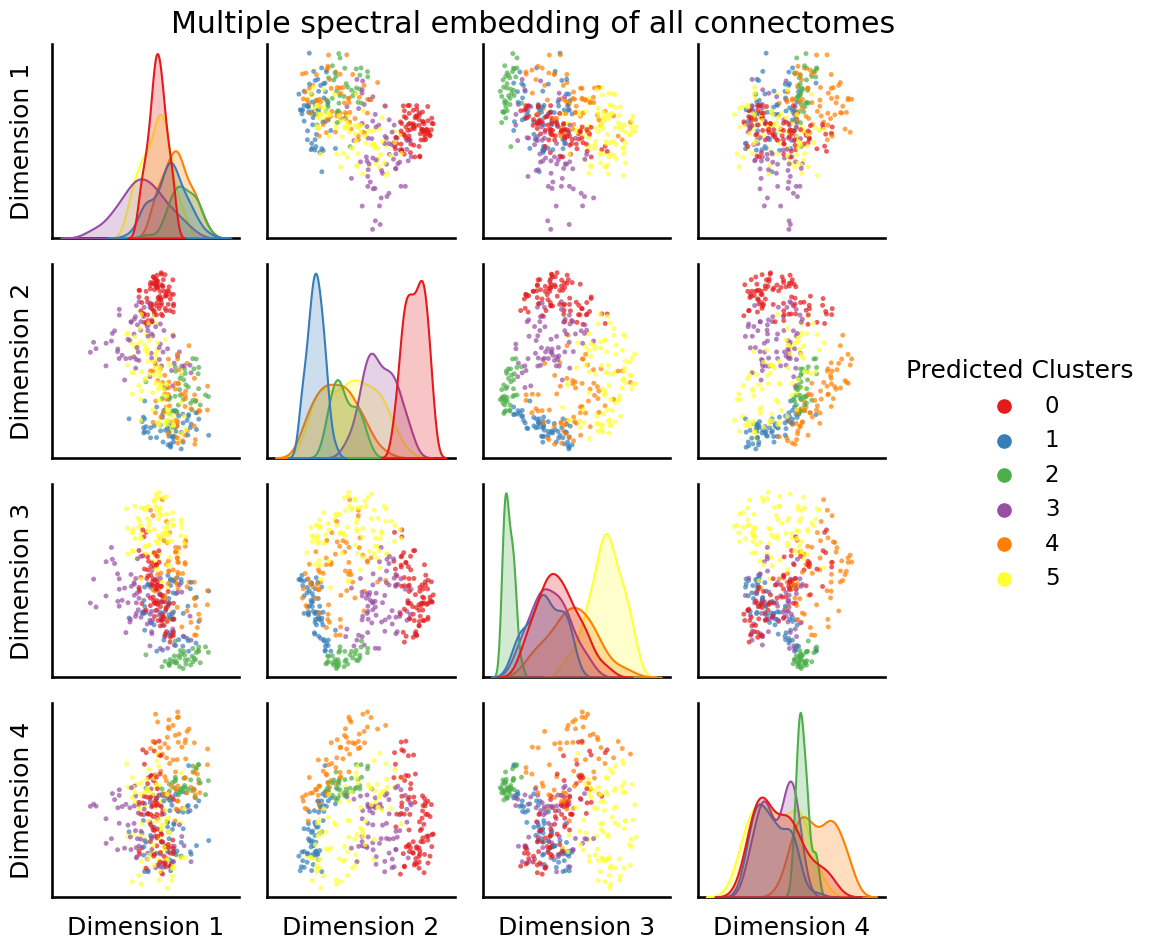 Multiple spectral embedding of all connectomes
Dimension 1
Dimension 2
Dimension 3
Dimension 4
Predicted Clusters
0
1
2
3
4
5
Dimension 1
Dimension 2
Dimension 3
Dimension 4